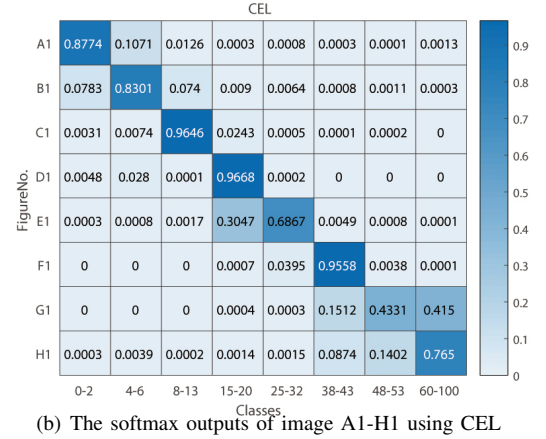 CEL
A1 0.8774 0.1071 0.0126 0.0003 0.0008 0.0003 0.0001 0.0013
B1 0.0783 0.8301 0.074 0.009 0.0064 0.0008 0.0011 0.0003
C1 0.0031 0.0074 0.9646 0.0243 0.0005 0.0001 0.0002 0
D1 0.0048 0.028 0.0001 0.9668 0.0002 0 0 0
E1 0.0003 0.0008 0.0017 0.3047 0.6867 0.0049 0.0008 0.0001
F1 0 0 0 0.0007 0.0395 0.9558 0.0038 0.0001
G1 0 0 0 0.0004 0.0003 0.1512 0.4331 0.415
H1 0.0003 0.0039 0.0002 0.0014 0.0015 0.0874 0.1402 0.765
FigureNo.
0-2 4-6 8-13 15-20 25-32 38-43 48-53 60-100
Classes
0.9
0.8
0.7
0.6
0.5
0.4
0.3
0.2
0.1
0
(b) The softmax outputs of image A1-H1 using CEL